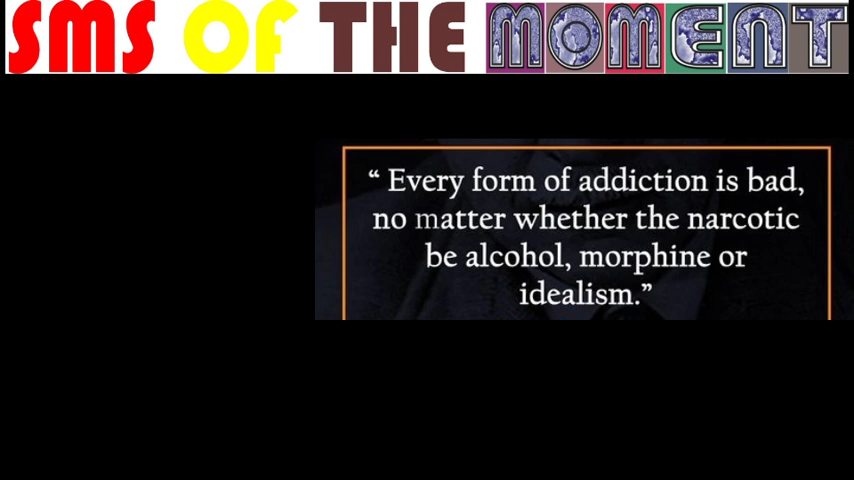 SMS OF THE MOMENT
“ Every form of addiction is bad,
no matter whether the narcotic
be alcohol, morphine or
idealism.”